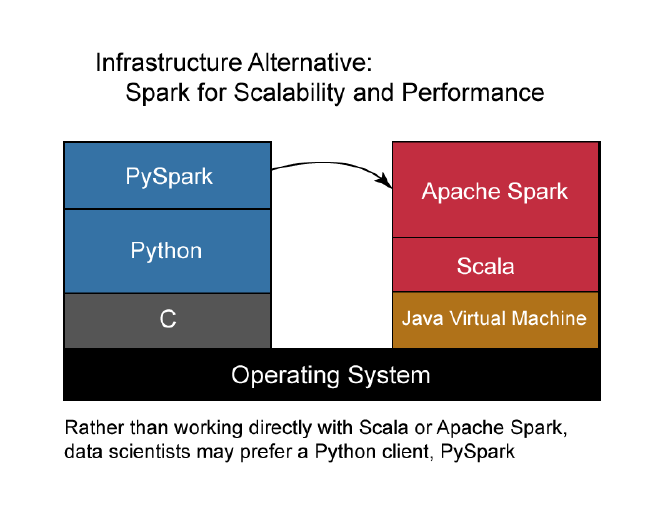 Infrastructure Alternative:
Spark for Scalability and Performance
PySpark
Python
C
Apache Spark
Scala
Java Virtual Machine
Operating System
Rather than working directly with Scala or Apache Spark,
data scientists may prefer a Python client, PySpark